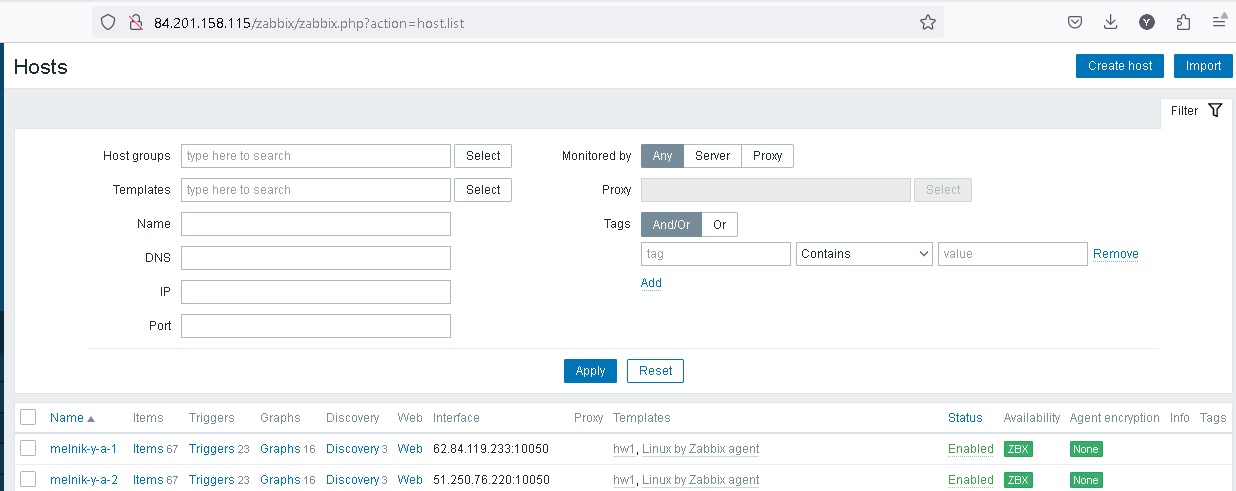 84.201.158.115/zabbix/zabbix.php?action=host.list
Hosts
Create host Import
Filter
Host groups type here to search Select Monitored by Any Server Proxy
Templates type here to search Select Proxy Select
Name Tags And/Or Or
DNS tag Contains value Remove
IP Add
Port
Apply Reset
Name Items Triggers Graphs Discovery Web Interface Proxy Templates Status Availability Agent encryption Info Tags
melnik-y-a-1 Items 67 Triggers 23 Graphs 16 Discovery 3 Web 62.84.119.233:10050 hw1, Linux by Zabbix agent Enabled ZBX None
melnik-y-a-2 Items 67 Triggers 23 Graphs 16 Discovery 3 Web 51.250.76.220:10050 hw1, Linux by Zabbix agent Enabled ZBX None